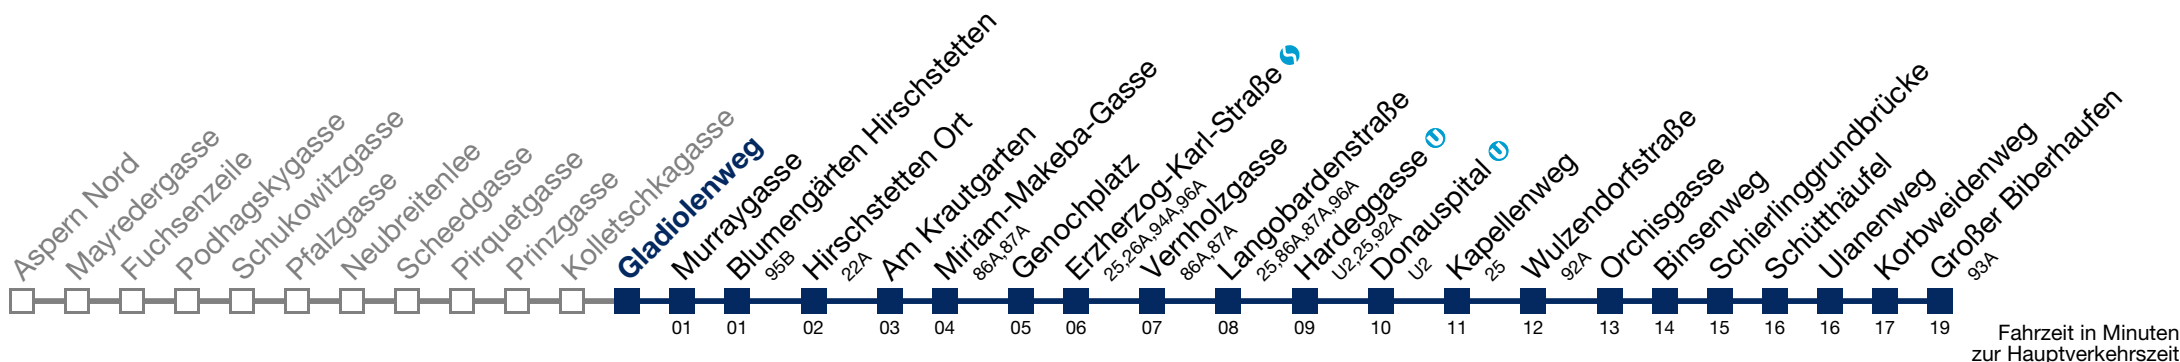 Aspern Nord
Mayredergasse
Fuchsenzeile
Podhagskygasse
Schukowitzgasse
Pfalzgasse
Neubreitenlee
Scheedgasse
Pirquetgasse
Prinzgasse
Kolletschkagasse
Gladiolenweg
Murraygasse
Blumengärten Hirschstetten
95B
Hirschstetten Ort
22A
Am Krautgarten
Miriam-Makeba-Gasse
86A,87A
Genochplatz
Erzherzog-Karl-Straße
25,26A,94A,96A
Vernholzgasse
86A,87A
Langobardenstraße
25,86A,87A,96A
Hardeggasse
U2,25,92A
Donauspital
U2
Kapellenweg
25
Wulzendorfstraße
92A
Orchisgasse
Binsenweg
Schierlinggrundbrücke
Schütthäufel
Ulanenweg
Korbweidenweg
Großer Biberhaufen
93A
01 01 02 03 04 05 06 07 08 09 10 11 12 13 14 15 16 16 17 19
Fahrzeit in Minuten
zur Hauptverkehrszeit